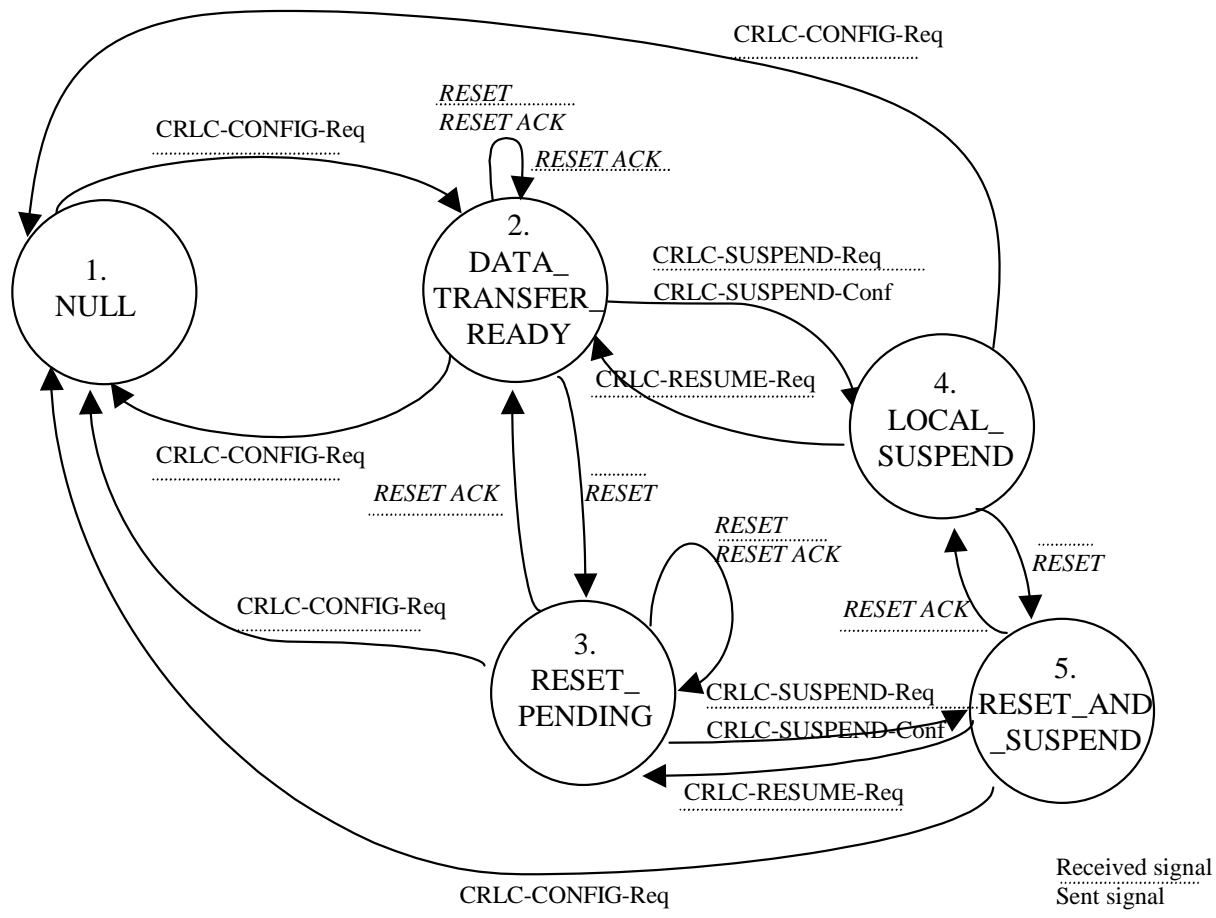 CRLC-CONFIG-Req
RESET
RESET ACK
CRLC-CONFIG-Req
RESET ACK
1.
NULL
2.
DATA_
TRANSFER_
READY
CRLC-SUSPEND-Req
CRLC-SUSPEND-Conf
CRLC-RESUME-Req
4.
LOCAL_
SUSPEND
CRLC-CONFIG-Req
RESET ACK
RESET
RESET
RESET ACK
RESET
CRLC-CONFIG-Req
RESET ACK
3.
RESET_
PENDING
5.
RESET_AND
_SUSPEND
CRLC-SUSPEND-Req
CRLC-SUSPEND-Conf
CRLC-RESUME-Req
CRLC-CONFIG-Req
Received signal
Sent signal